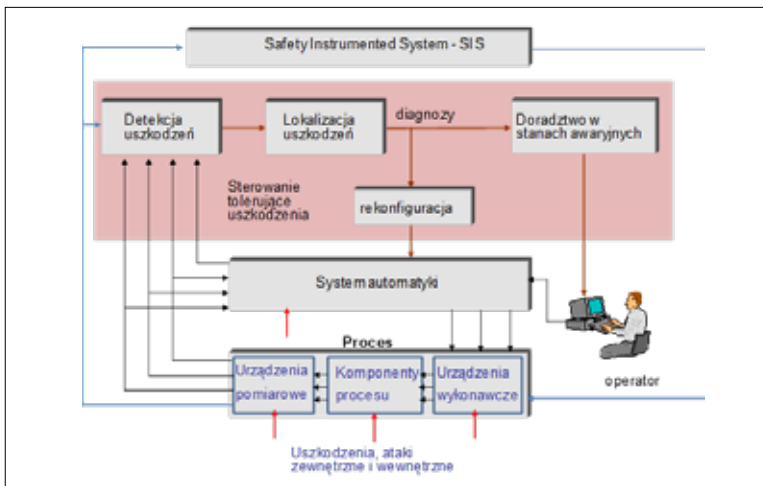 Safety Instrumented System - SIS
Detekcja
uszkodzeń
Lokalizacja
uszkodzeń
diagnozy
Doradztwo w
stanach awaryjnych
Sterowanie
tolerujące
uszkodzenia
rekonfiguracja
System automatyki
Proces
Urządzenia
pomiarowe
Komponenty
procesu
Urządzenia
wykonawcze
operator
Uszkodzenia, ataki
zewnętrzne i wewnętrzne